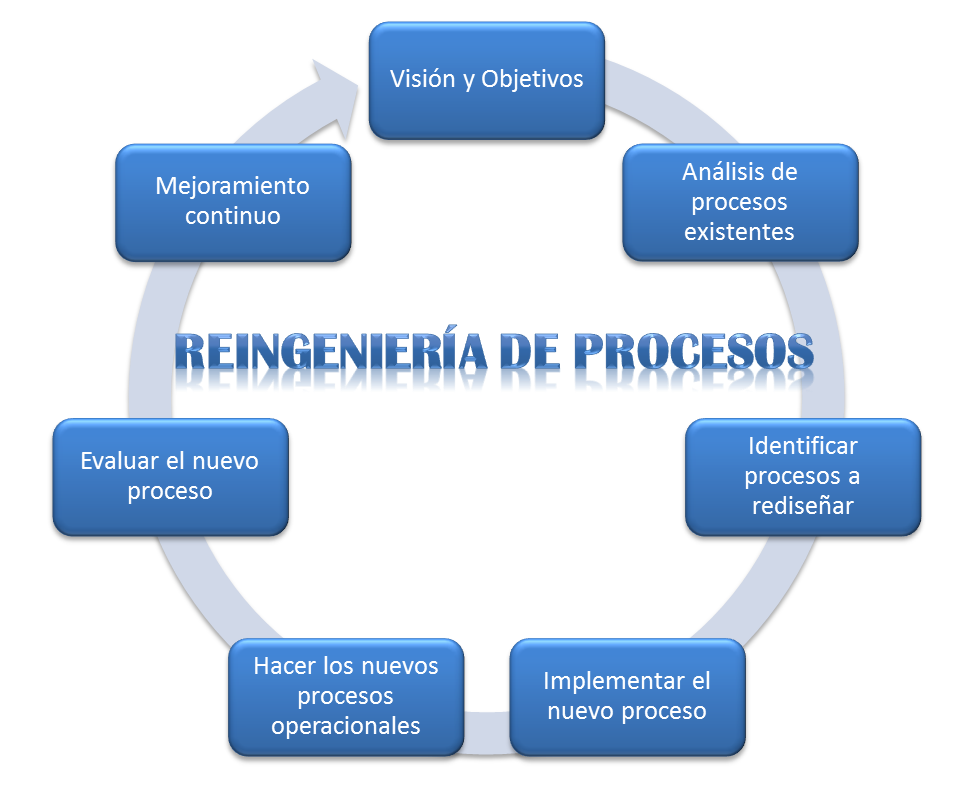 Visión y Objetivos
Análisis de
procesos
existentes
Identificar
procesos a
rediseñar
Implementar el
nuevo proceso
Hacer los nuevos
procesos
operacionales
Evaluar el nuevo
proceso
Mejoramiento
continuo
REINGENIERÍA DE PROCESOS